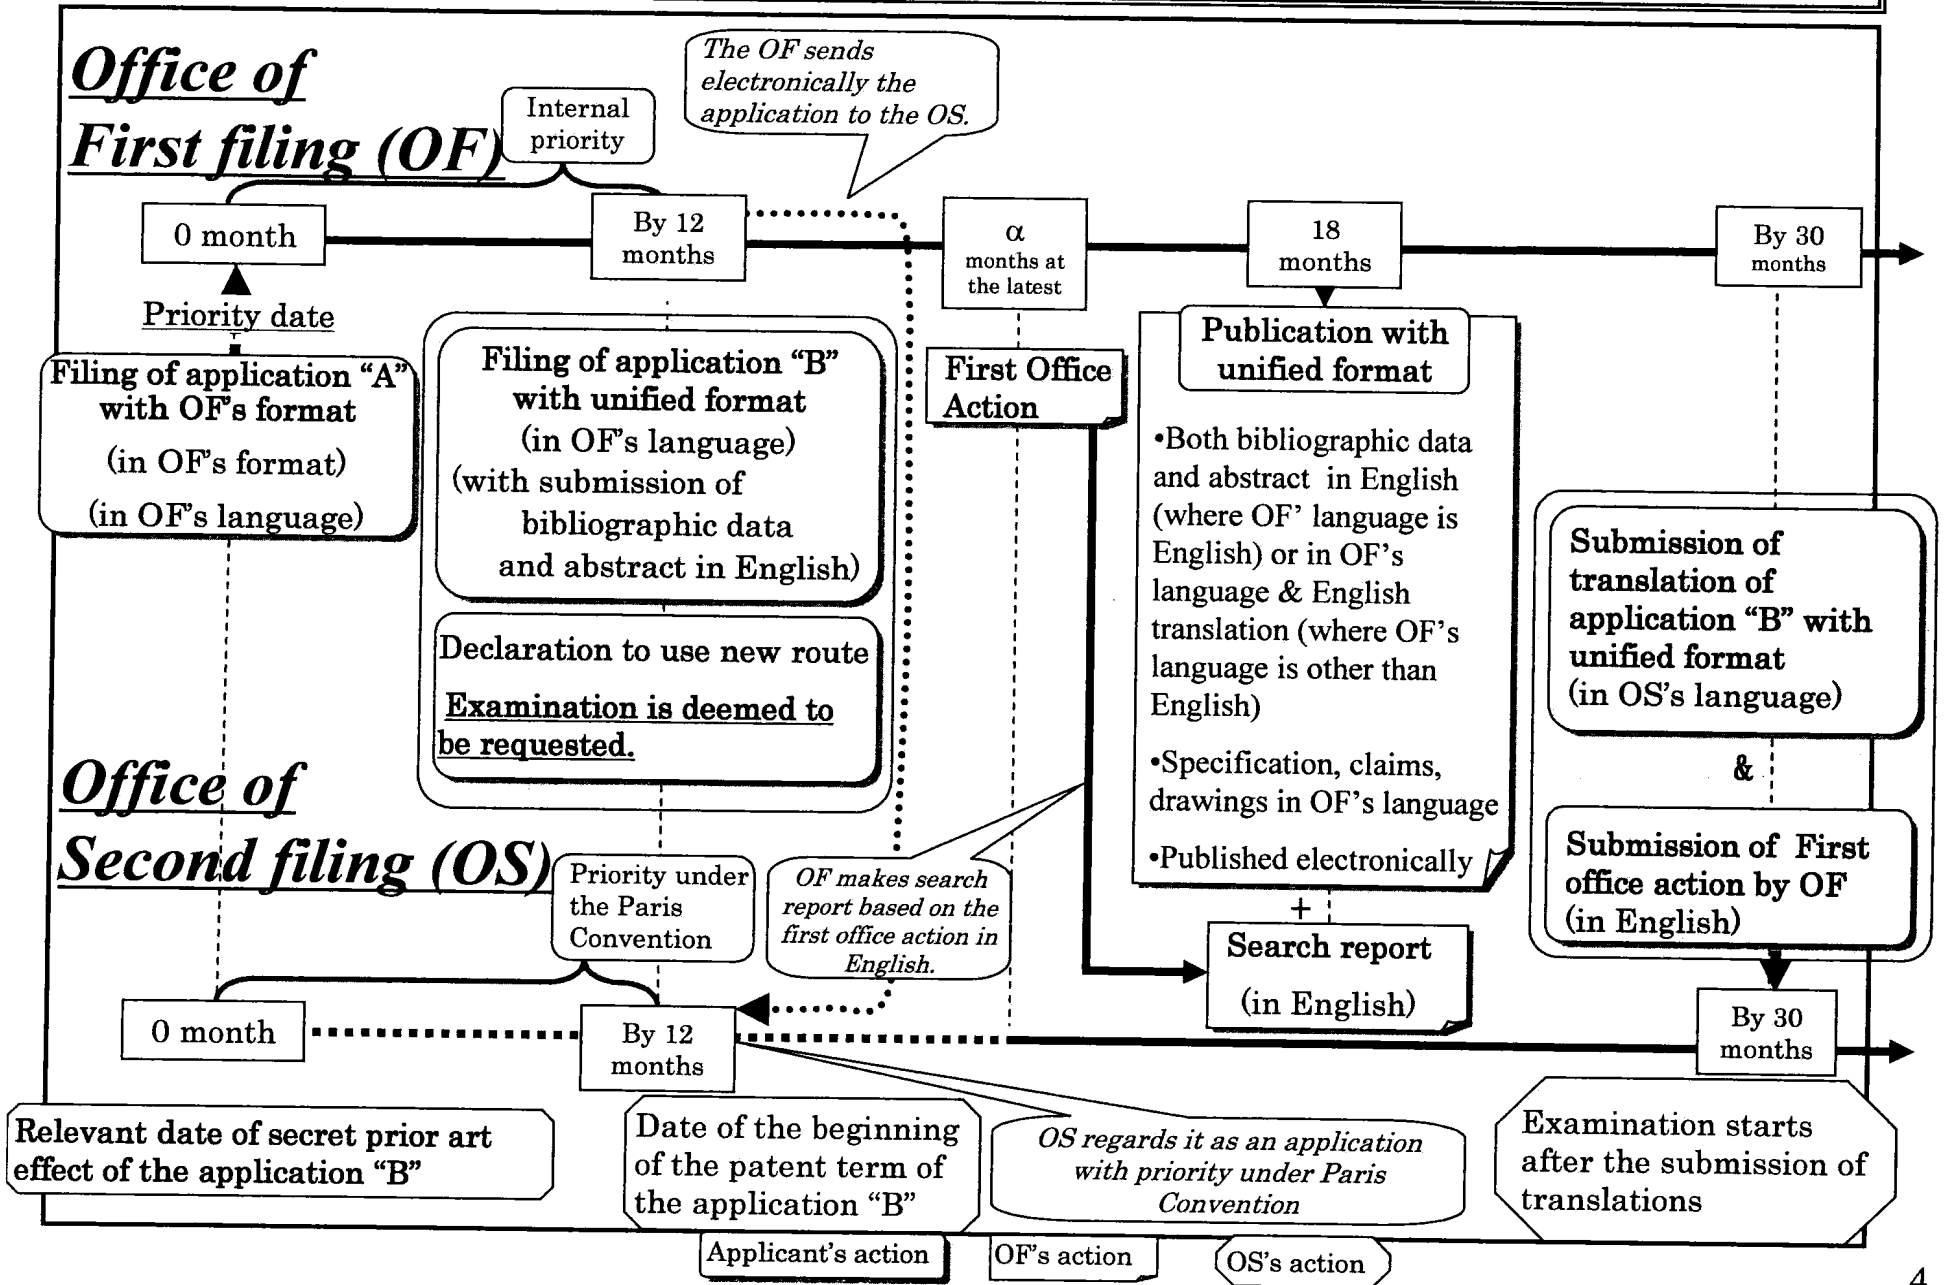 Office of
First filing (OF)
Internal
priority
The OF sends
electronically the
application to the OS.
0 month
By 12
months
α
months at
the latest
18
months
By 30
months
Priority date
Filing of application “A”
with OF's format
(in OF's format)
(in OF's language)
Filing of application “B”
with unified format
(in OF's language)
(with submission of
bibliographic data
and abstract in English)
Declaration to use new route
Examination is deemed to
be requested.
First Office
Action
Publication with
unified format
•Both bibliographic data
and abstract in English
(where OF' language is
English) or in OF's
language & English
translation (where OF's
language is other than
English)
•Specification, claims,
drawings in OF's language
•Published electronically
+
Search report
(in English)
Submission of
translation of
application “B” with
unified format
(in OS's language)
&
Submission of First
office action by OF
(in English)
Office of
Second filing (OS)
Priority under
the Paris
Convention
OF makes search
report based on the
first office action in
English.
0 month
By 12
months
By 30
months
Relevant date of secret prior art
effect of the application “B”
Date of the beginning
of the patent term of
the application “B”
OS regards it as an application
with priority under Paris
Convention
Examination starts
after the submission of
translations
Applicant's action
OF's action
OS's action
4